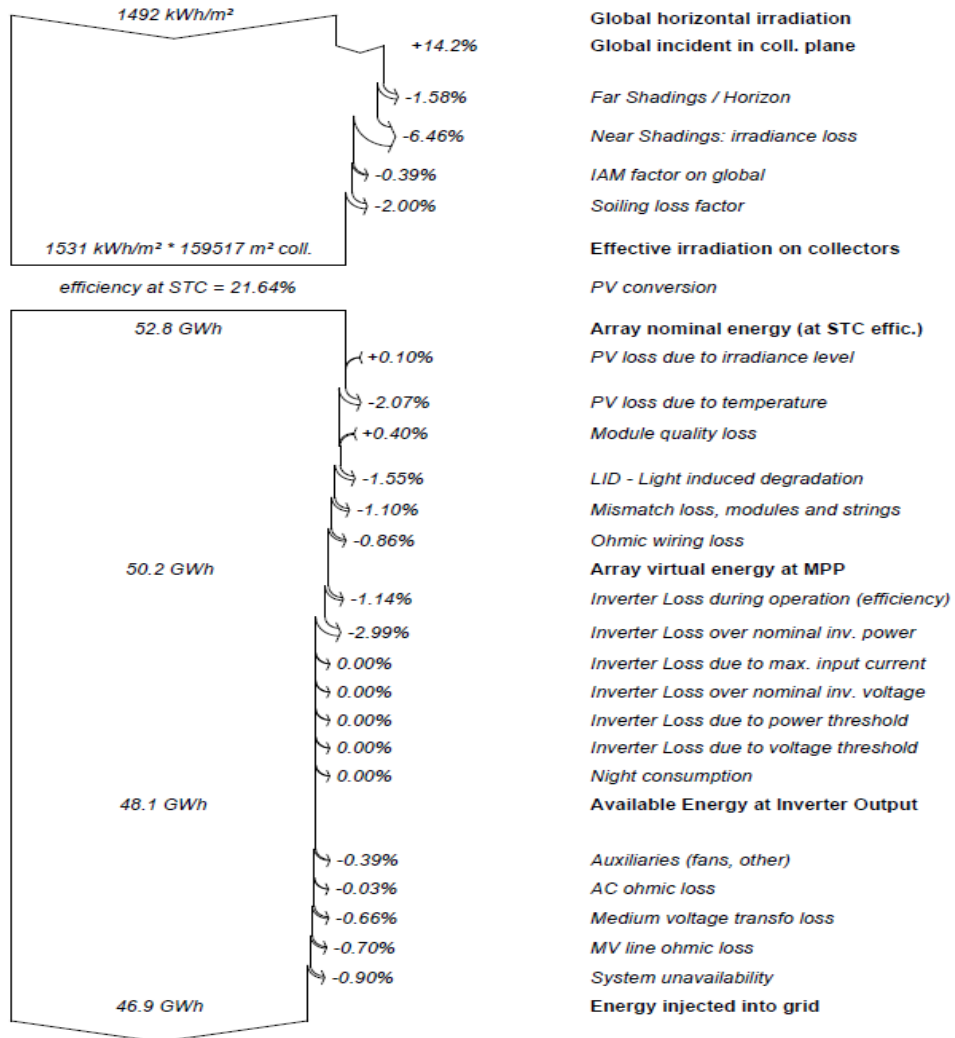 1492 kWh/m² Global horizontal irradiation
+14.2% Global incident in coll. plane
-1.58% Far Shadings / Horizon
-6.46% Near Shadings: irradiance loss
-0.39% IAM factor on global
-2.00% Soiling loss factor
1531 kWh/m² * 159517 m² coll. Effective irradiation on collectors
efficiency at STC = 21.64% PV conversion
52.8 GWh Array nominal energy (at STC effic.)
+0.10% PV loss due to irradiance level
-2.07% PV loss due to temperature
+0.40% Module quality loss
-1.55% LID - Light induced degradation
-1.10% Mismatch loss, modules and strings
-0.86% Ohmic wiring loss
50.2 GWh Array virtual energy at MPP
-1.14% Inverter Loss during operation (efficiency)
-2.99% Inverter Loss over nominal inv. power
0.00% Inverter Loss due to max. input current
0.00% Inverter Loss over nominal inv. voltage
0.00% Inverter Loss due to power threshold
0.00% Inverter Loss due to voltage threshold
0.00% Night consumption
48.1 GWh Available Energy at Inverter Output
-0.39% Auxiliaries (fans, other)
-0.03% AC ohmic loss
-0.66% Medium voltage transfo loss
-0.70% MV line ohmic loss
-0.90% System unavailability
46.9 GWh Energy injected into grid